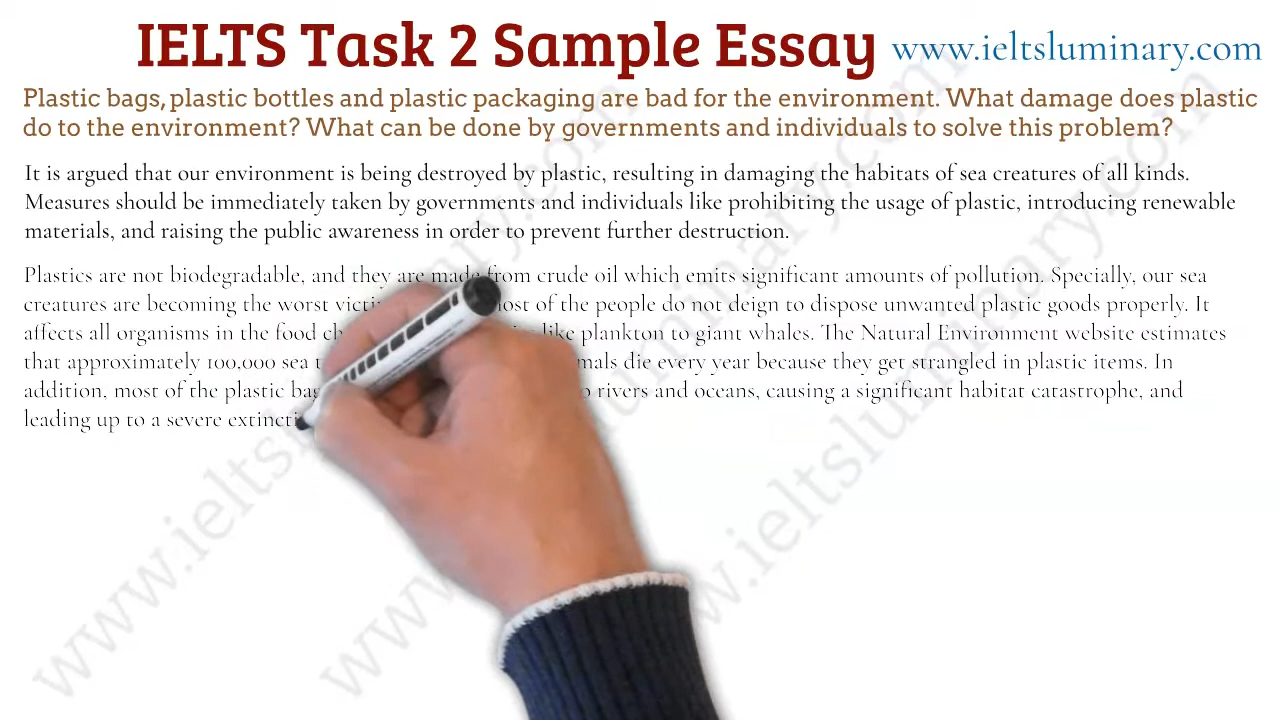 IELTS Task 2 Sample Essay www.ieltsluminary.com
Plastic bags, plastic bottles and plastic packaging are bad for the environment. What damage does plastic
do to the environment? What can be done by governments and individuals to solve this problem?
It is argued that our environment is being destroyed by plastic, resulting in damaging the habitats of sea creatures of all kinds.
Measures should be immediately taken by governments and individuals like prohibiting the usage of plastic, introducing renewable
materials, and raising the public awareness in order to prevent further destruction.
Plastics are not biodegradable, and they are made from crude oil which emits significant amounts of pollution. Specially, our sea
creatures are becoming the worst most of the people do not deign to dispose unwanted plastic goods properly. It
affects all organisms in the food like plankton to giant whales. The Natural Environment website estimates
that approximately 100,000 sea die every year because they get strangled in plastic items. In
addition, most of the plastic rivers and oceans, causing a significant habitat catastrophe, and
leading up to a severe
www.ieltsluminary.com
www.ieltsluminary.com
www.ieltsluminary.com